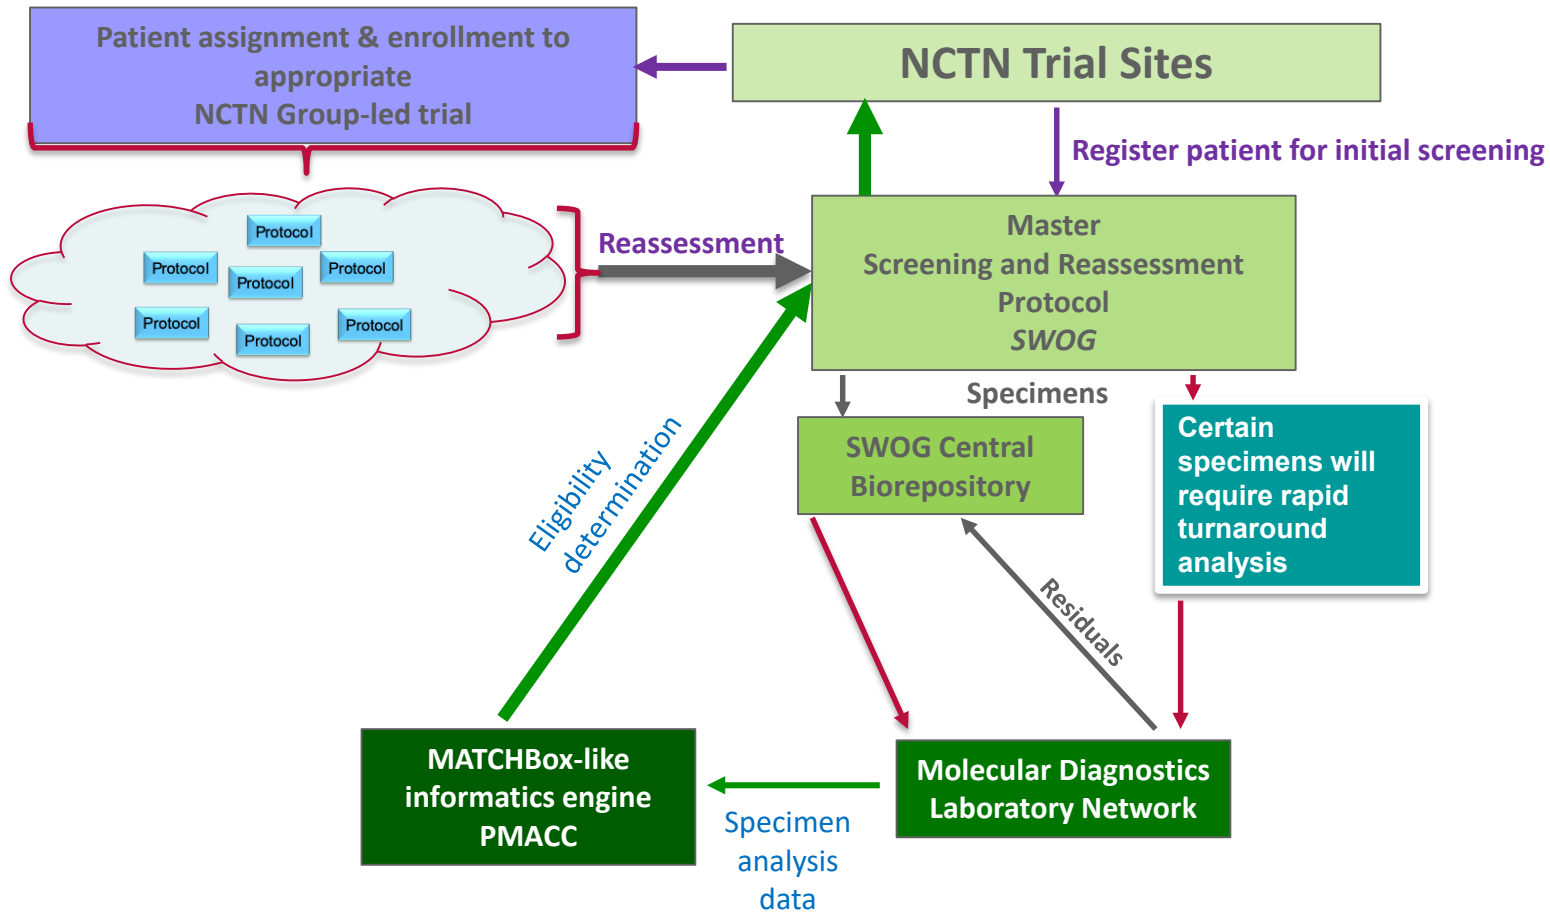 Patient assignment & enrollment to
appropriate
NCTN Group-led trial
NCTN Trial Sites
Register patient for initial screening
Protocol
Protocol
Protocol
Protocol
Protocol
Protocol
Protocol
Reassessment
Master
Screening and Reassessment
Protocol
SWOG
Specimens
SWOG Central
Biorepository
Certain
specimens will
require rapid
turnaround
analysis
Eligibility
determination
Residuals
MATCHBox-like
informatics engine
PMACC
Specimen
analysis
data
Molecular Diagnostics
Laboratory Network